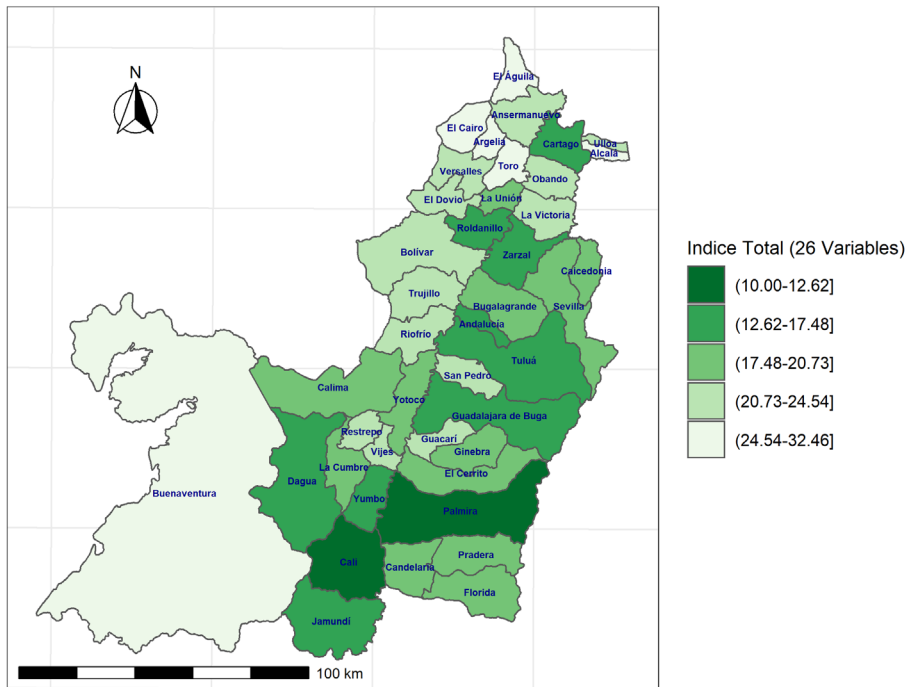 N
El Águila
Ansermanuevo
El Cairo
Argelia
Cartago
Ulloa
Alcalá
Versalles
Toro
Obando
El Dovio
La Unión
La Victoria
Roldanillo
Bolívar
Zarzal
Caicedonia
Trujillo
Bugalagrande
Sevilla
Riofrío
Andalucía
Tuluá
San Pedro
Calima
Yotoco
Guadalajara de Buga
Restrepo
Guacarí
Vijes
Ginebra
La Cumbre
El Cerrito
Dagua
Buenaventura
Yumbo
Palmira
Cali
Candelaria
Pradera
Florida
Jamundí
100 km
Indice Total (26 Variables)
(10.00-12.62]
(12.62-17.48]
(17.48-20.73]
(20.73-24.54]
(24.54-32.46]